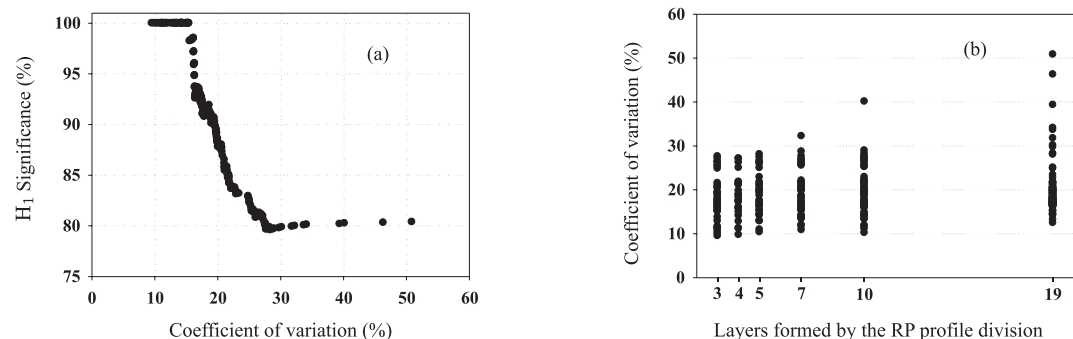 H1 Significance (%)
100
95
90
85
80
75
(a)
0 10 20 30 40 50 60
Coefficient of variation (%)
Coefficient of variation (%)
60
50
40
30
20
10
0
(b)
3 4 5 7 10 19
Layers formed by the RP profile division